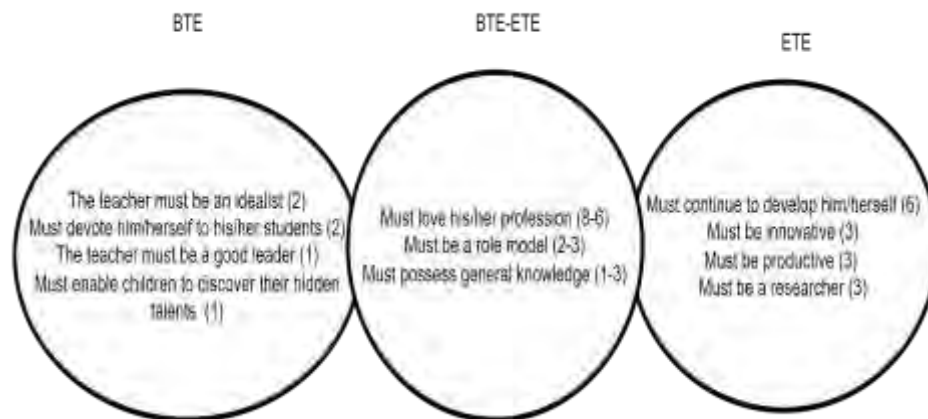 BTE
BTE-ETE
ETE
The teacher must be an idealist (2)
Must devote him/herself to his/her students (2)
The teacher must be a good leader (1)
Must enable children to discover their hidden
talents (1)
Must love his/her profession (8-6)
Must be a role model (2-3)
Must possess general knowledge (1-3)
Must continue to develop him/herself (6)
Must be innovative (3)
Must be productive (3)
Must be a researcher (3)